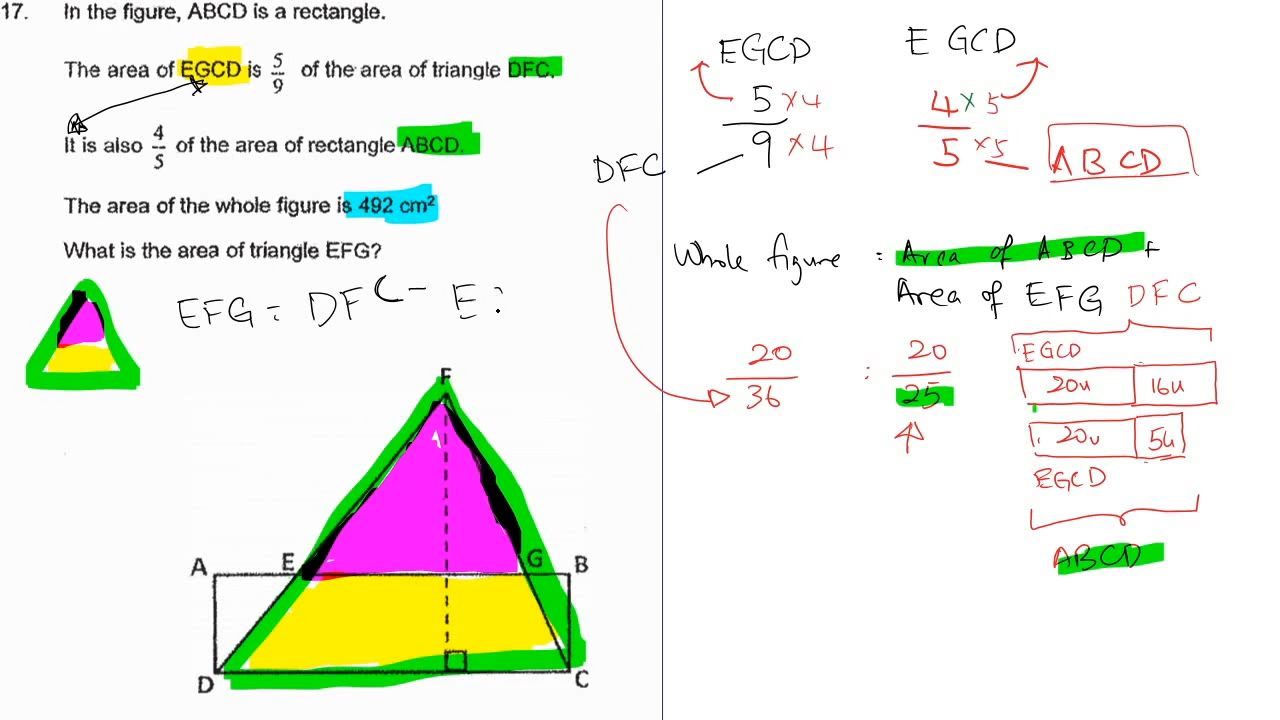 17. In the figure, ABCD is a rectangle.
The area of EGCD is 5/9 of the area of triangle DFC.
It is also 4/5 of the area of rectangle ABCD.
The area of the whole figure is 492 cm²
What is the area of triangle EFG?
EFG = DFC - E
F
A E G B
D C
EGCD
5 ×4
9 ×4
DFC
E GCD
4 × 5
5 ×5
ABCD
Whole figure = Area of ABCD +
Area of EFG DFC
20
36
:
20
25
EGCD
20u 16u
20u 5u
EGCD
ABCD